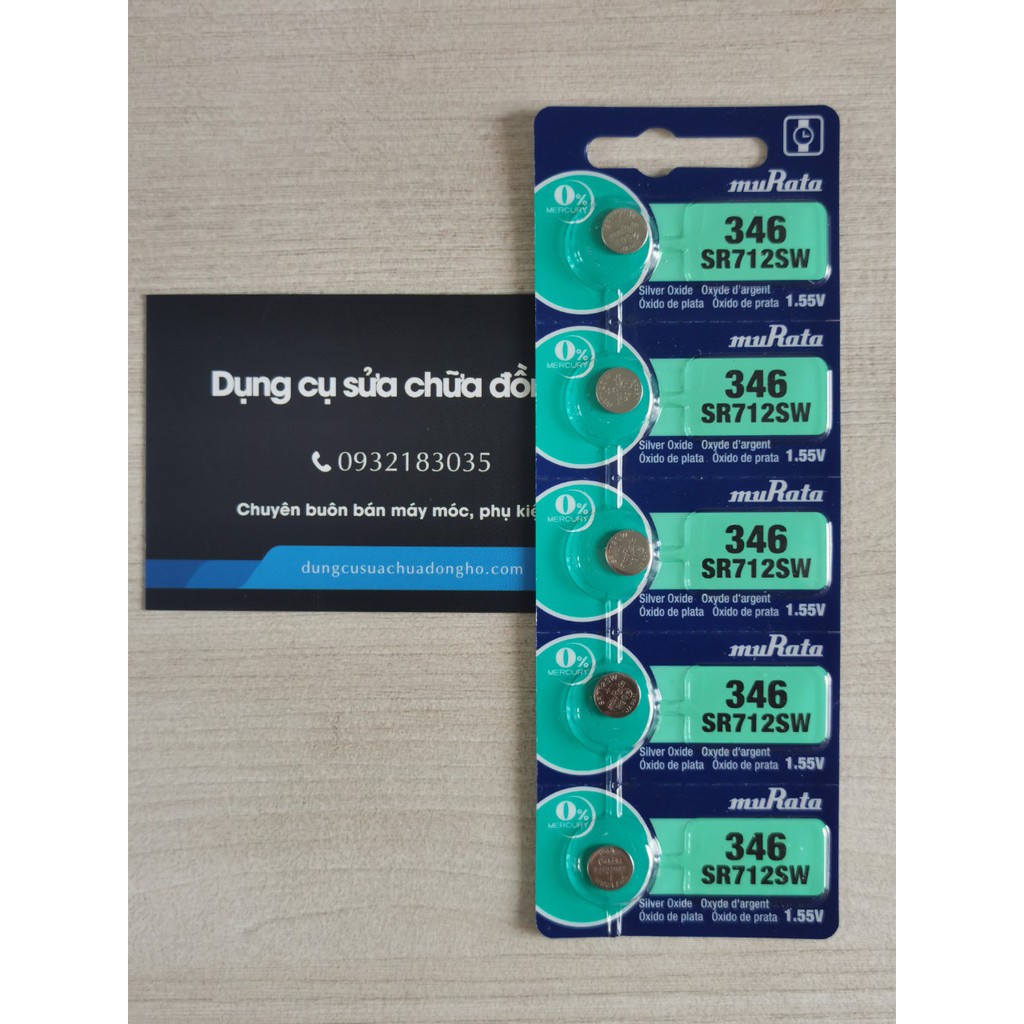 Dụng cụ sửa chữa đồn
0932183035
Chuyên buôn bán máy móc, phụ kiệ
dungcusuachuadongho.com
muRata
0%
MERCURY
346
SR712SW
Silver Oxide Oxyde d'argent
Óxido de plata Óxido de prata 1.55V
muRata
0%
MERCURY
346
SR712SW
Silver Oxide Oxyde d'argent
Óxido de plata Óxido de prata 1.55V
muRata
0%
MERCURY
346
SR712SW
Silver Oxide Oxyde d'argent
Óxido de plata Óxido de prata 1.55V
muRata
0%
MERCURY
346
SR712SW
Silver Oxide Oxyde d'argent
Óxido de plata Óxido de prata 1.55V
muRata
0%
MERCURY
346
SR712SW
Silver Oxide Oxyde d'argent
Óxido de plata Óxido de prata 1.55V